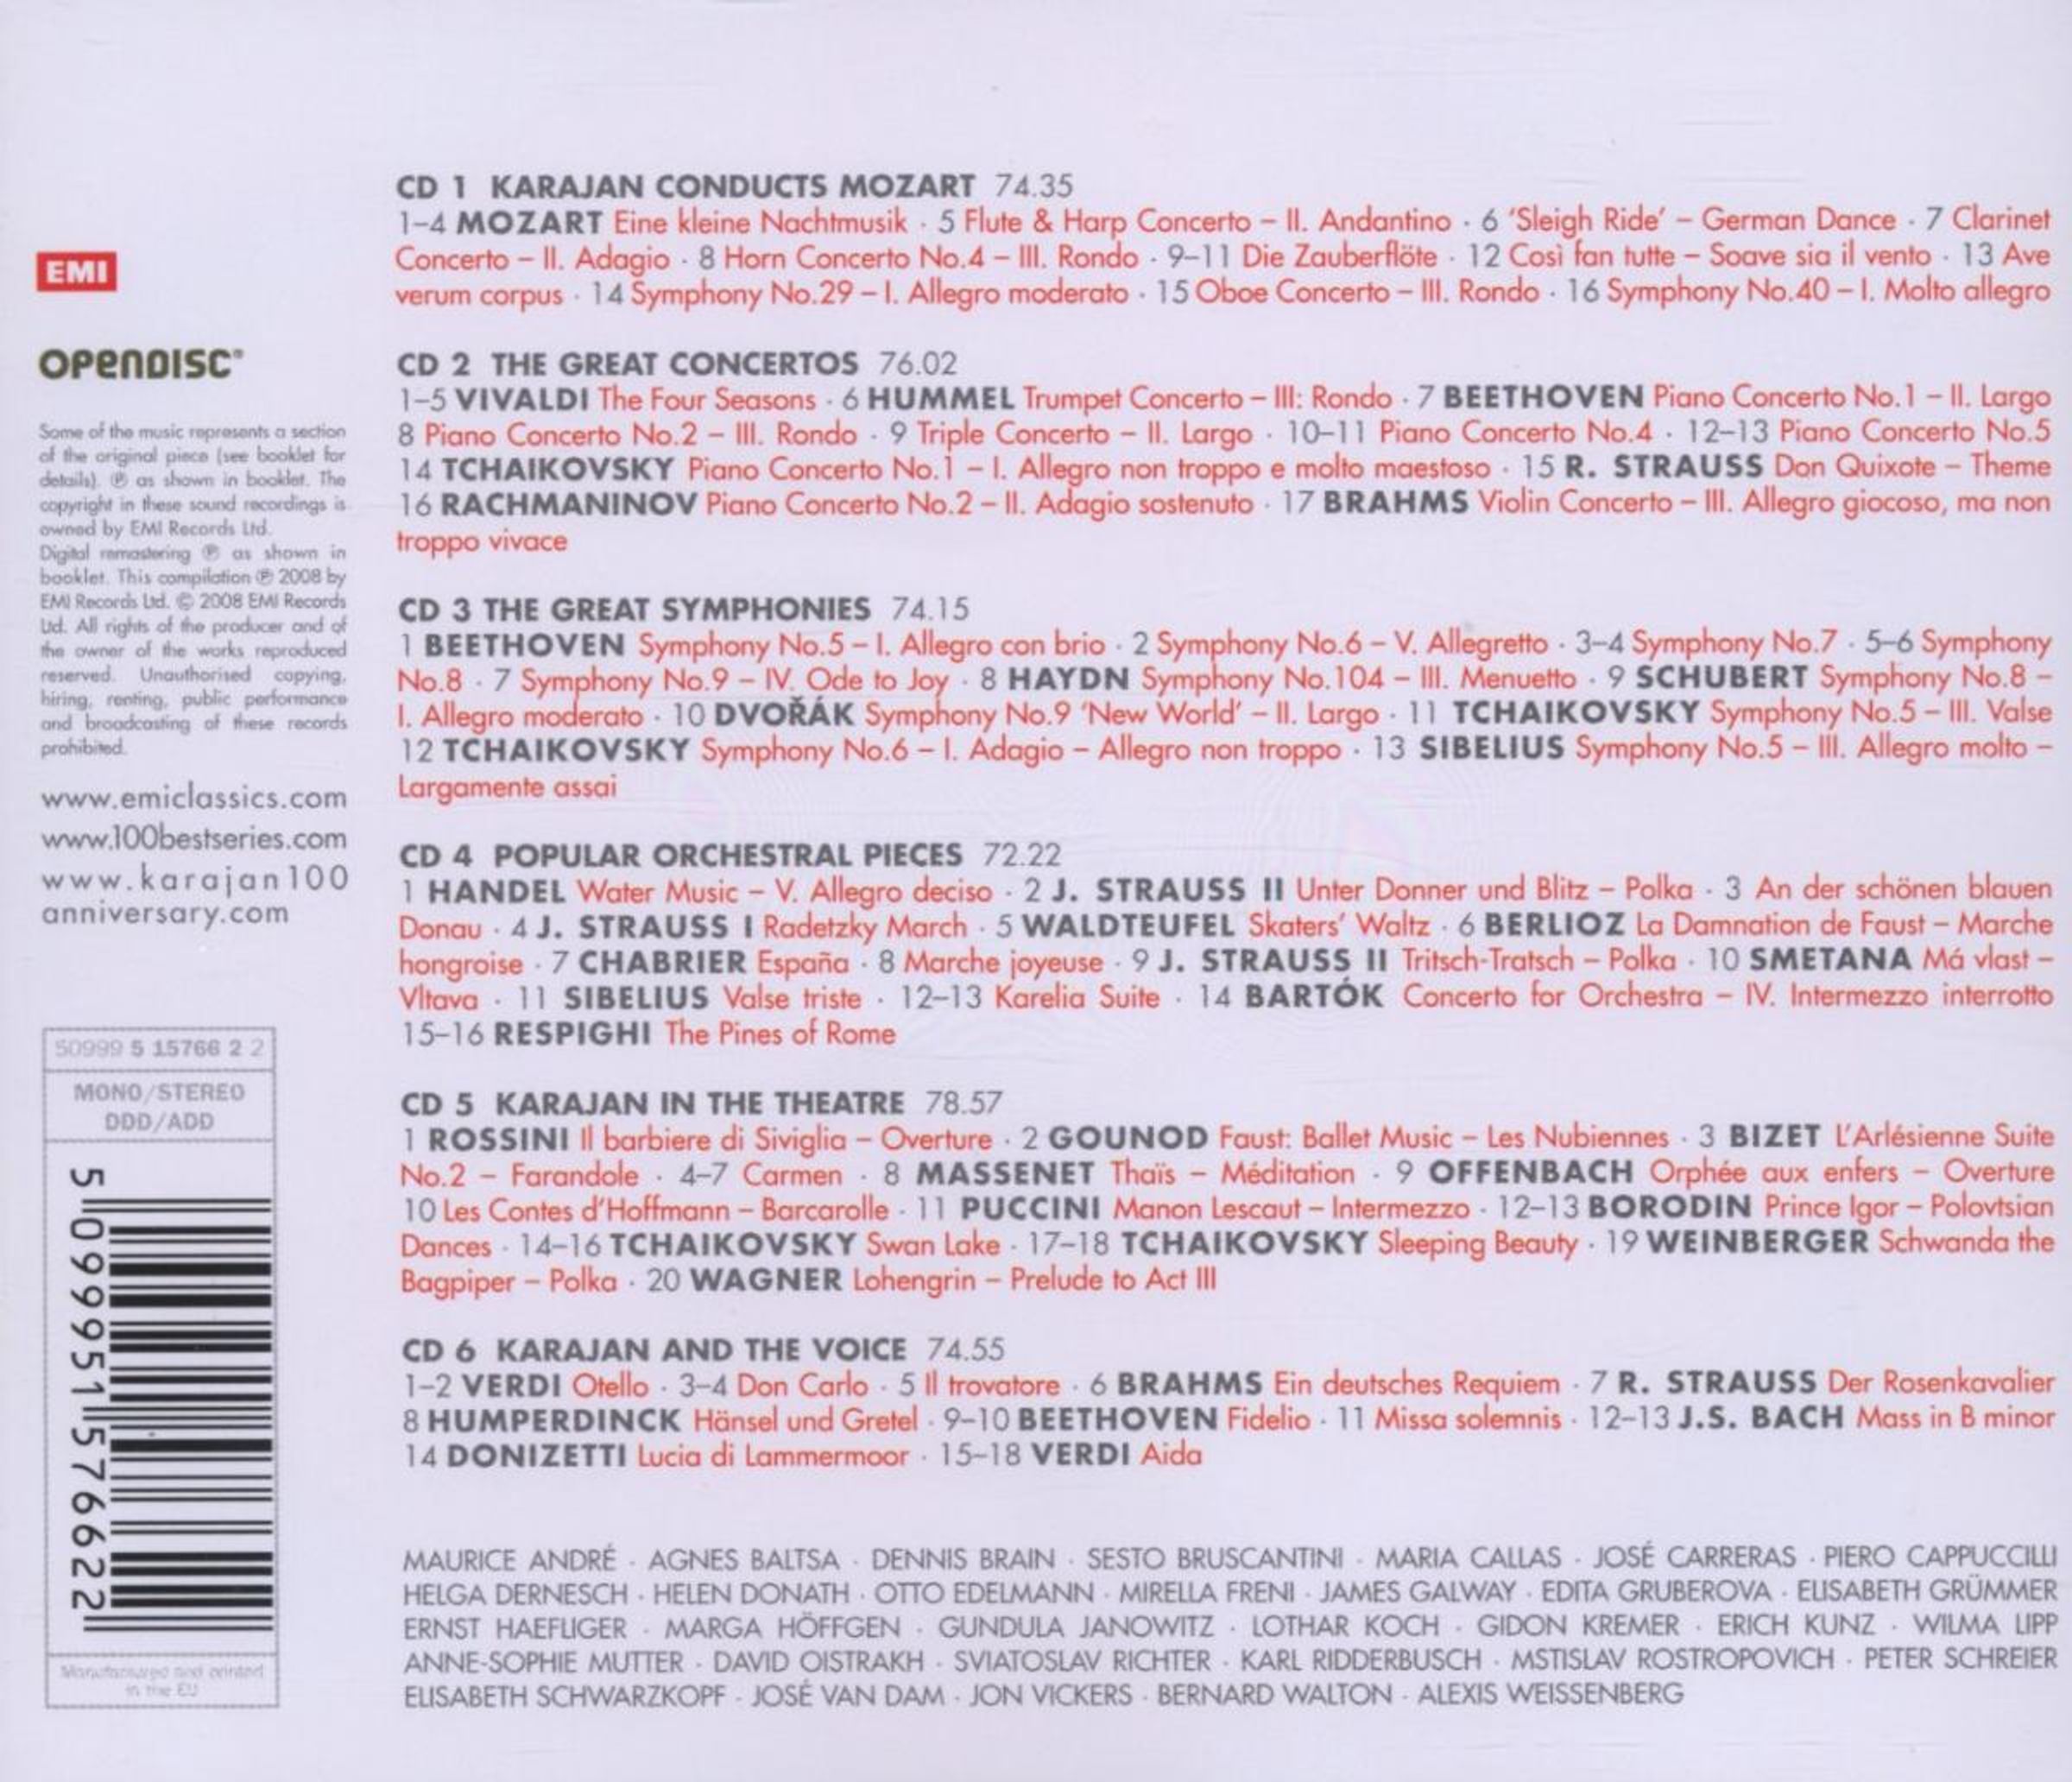 CD 1 KARAJAN CONDUCTS MOZART 74.35
1–4 MOZART Eine kleine Nachtmusik · 5 Flute & Harp Concerto – II. Andantino · 6 ‘Sleigh Ride’ – German Dance · 7 Clarinet
Concerto – II. Adagio · 8 Horn Concerto No.4 – III. Rondo · 9–11 Die Zauberflöte · 12 Così fan tutte – Soave sia il vento · 13 Ave
verum corpus · 14 Symphony No.29 – I. Allegro moderato · 15 Oboe Concerto – III. Rondo · 16 Symphony No.40 – I. Molto allegro
CD 2 THE GREAT CONCERTOS 76.02
1–5 VIVALDI The Four Seasons · 6 HUMMEL Trumpet Concerto – III: Rondo · 7 BEETHOVEN Piano Concerto No.1 – II. Largo
8 Piano Concerto No.2 – III. Rondo · 9 Triple Concerto – II. Largo · 10–11 Piano Concerto No.4 · 12–13 Piano Concerto No.5
14 TCHAIKOVSKY Piano Concerto No.1 – I. Allegro non troppo e molto maestoso · 15 R. STRAUSS Don Quixote – Theme
16 RACHMANINOV Piano Concerto No.2 – II. Adagio sostenuto · 17 BRAHMS Violin Concerto – III. Allegro giocoso, ma non
troppo vivace
CD 3 THE GREAT SYMPHONIES 74.15
1 BEETHOVEN Symphony No.5 – I. Allegro con brio · 2 Symphony No.6 – V. Allegretto · 3–4 Symphony No.7 · 5–6 Symphony
No.8 · 7 Symphony No.9 – IV. Ode to Joy · 8 HAYDN Symphony No.104 – III. Menuetto · 9 SCHUBERT Symphony No.8 –
I. Allegro moderato · 10 DVOŘÁK Symphony No.9 ‘New World’ – II. Largo · 11 TCHAIKOVSKY Symphony No.5 – III. Valse
12 TCHAIKOVSKY Symphony No.6 – I. Adagio – Allegro non troppo · 13 SIBELIUS Symphony No.5 – III. Allegro molto –
Largamente assai
CD 4 POPULAR ORCHESTRAL PIECES 72.22
1 HANDEL Water Music – V. Allegro deciso · 2 J. STRAUSS II Unter Donner und Blitz – Polka · 3 An der schönen blauen
Donau · 4 J. STRAUSS I Radetzky March · 5 WALDTEUFEL Skaters’ Waltz · 6 BERLIOZ La Damnation de Faust – Marche
hongroise · 7 CHABRIER España · 8 Marche joyeuse · 9 J. STRAUSS II Tritsch-Tratsch – Polka · 10 SMETANA Má vlast –
Vltava · 11 SIBELIUS Valse triste · 12–13 Karelia Suite · 14 BARTÓK Concerto for Orchestra – IV. Intermezzo interrotto
15–16 RESPIGHI The Pines of Rome
CD 5 KARAJAN IN THE THEATRE 78.57
1 ROSSINI Il barbiere di Siviglia – Overture · 2 GOUNOD Faust: Ballet Music – Les Nubiennes · 3 BIZET L’Arlésienne Suite
No.2 – Farandole · 4–7 Carmen · 8 MASSENET Thaïs – Méditation · 9 OFFENBACH Orphée aux enfers – Overture
10 Les Contes d’Hoffmann – Barcarolle · 11 PUCCINI Manon Lescaut – Intermezzo · 12–13 BORODIN Prince Igor – Polovtsian
Dances · 14–16 TCHAIKOVSKY Swan Lake · 17–18 TCHAIKOVSKY Sleeping Beauty · 19 WEINBERGER Schwanda the
Bagpiper – Polka · 20 WAGNER Lohengrin – Prelude to Act III
CD 6 KARAJAN AND THE VOICE 74.55
1–2 VERDI Otello · 3–4 Don Carlo · 5 Il trovatore · 6 BRAHMS Ein deutsches Requiem · 7 R. STRAUSS Der Rosenkavalier
8 HUMPERDINCK Hänsel und Gretel · 9–10 BEETHOVEN Fidelio · 11 Missa solemnis · 12–13 J.S. BACH Mass in B minor
14 DONIZETTI Lucia di Lammermoor · 15–18 VERDI Aida
MAURICE ANDRÉ · AGNES BALTSA · DENNIS BRAIN · SESTO BRUSCANTINI · MARIA CALLAS · JOSÉ CARRERAS · PIERO CAPPUCCILLI
HELGA DERNESCH · HELEN DONATH · OTTO EDELMANN · MIRELLA FRENI · JAMES GALWAY · EDITA GRUBEROVA · ELISABETH GRÜMMER
ERNST HAEFLIGER · MARGA HÖFFGEN · GUNDULA JANOWITZ · LOTHAR KOCH · GIDON KREMER · ERICH KUNZ · WILMA LIPP
ANNE-SOPHIE MUTTER · DAVID OISTRAKH · SVIATOSLAV RICHTER · KARL RIDDERBUSCH · MSTISLAV ROSTROPOVICH · PETER SCHREIER
ELISABETH SCHWARZKOPF · JOSÉ VAN DAM · JON VICKERS · BERNARD WALTON · ALEXIS WEISSENBERG
EMI
OPENDISC®
Some of the music represents a section
of the original piece (see booklet for
details). ℗ as shown in booklet. The
copyright in these sound recordings is
owned by EMI Records Ltd.
Digital remastering ℗ as shown in
booklet. This compilation ℗ 2008 by
EMI Records Ltd. © 2008 EMI Records
Ltd. All rights of the producer and of
the owner of the works reproduced
reserved. Unauthorised copying,
hiring, renting, public performance
and broadcasting of these records
prohibited.
www.emiclassics.com
www.100bestseries.com
www.karajan100
anniversary.com
50999 5 15766 2 2
MONO/STEREO
DDD/ADD
5 099951 576622
Manufactured and printed
in the EU